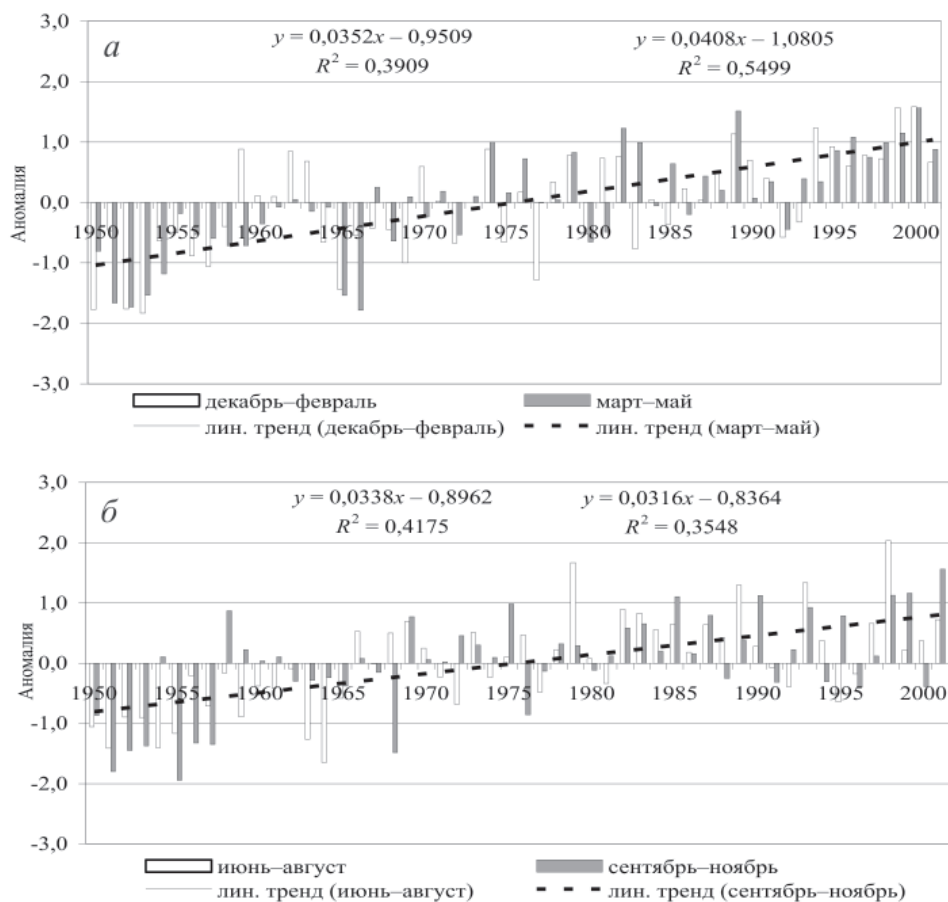 3,0
а
y = 0,0352x – 0,9509
y = 0,0408x – 1,0805
R² = 0,3909
R² = 0,5499
2,0
1,0
0,0
-1,0
-2,0
-3,0
Аномалия
1950 1955 1960 1965 1970 1975 1980 1985 1990 1995 2000
декабрь–февраль март–май
лин. тренд (декабрь–февраль) лин. тренд (март–май)
3,0
б
y = 0,0338x – 0,8962
y = 0,0316x – 0,8364
R² = 0,4175
R² = 0,3548
2,0
1,0
0,0
-1,0
-2,0
-3,0
Аномалия
1950 1955 1960 1965 1970 1975 1980 1985 1990 1995 2000
июнь–август сентябрь–ноябрь
лин. тренд (июнь–август) лин. тренд (сентябрь–ноябрь)